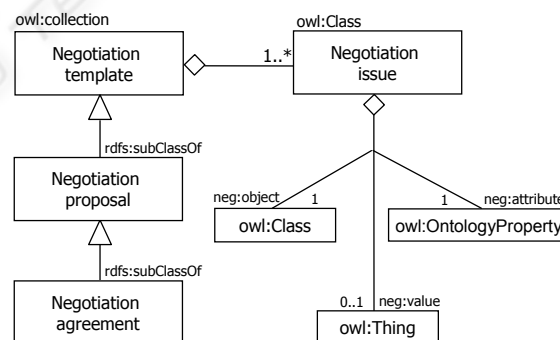 owl:collection
Negotiation
template
1..*
owl:Class
Negotiation
issue
rdfs:subClassOf
Negotiation
proposal
neg:object
1
owl:Class
1
neg:attribute
owl:OntologyProperty
rdfs:subClassOf
Negotiation
agreement
0..1
neg:value
owl:Thing